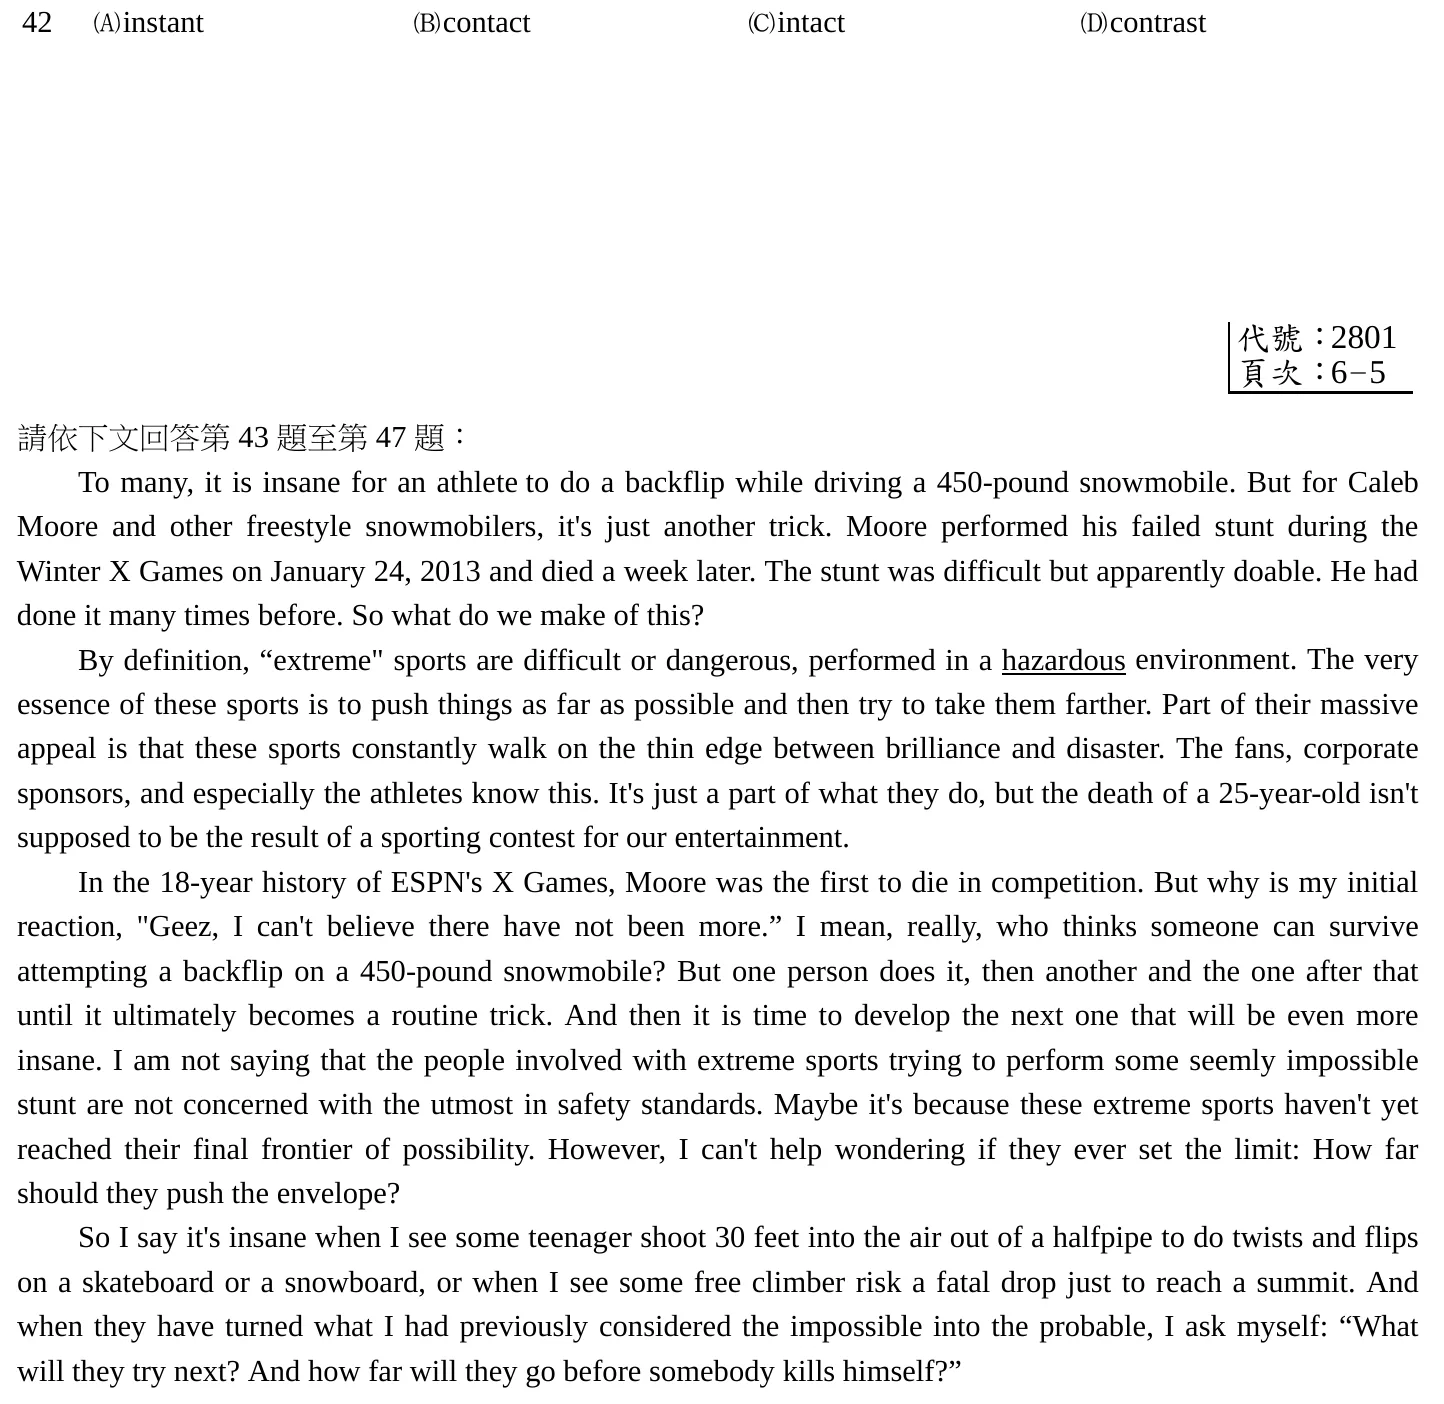 42 (A)instant (B)contact (C)intact (D)contrast
代號：2801
頁次：6－5
請依下文回答第 43 題至第 47 題：
To many, it is insane for an athlete to do a backflip while driving a 450-pound snowmobile. But for Caleb
Moore and other freestyle snowmobilers, it's just another trick. Moore performed his failed stunt during the
Winter X Games on January 24, 2013 and died a week later. The stunt was difficult but apparently doable. He had
done it many times before. So what do we make of this?
By definition, “extreme" sports are difficult or dangerous, performed in a hazardous environment. The very
essence of these sports is to push things as far as possible and then try to take them farther. Part of their massive
appeal is that these sports constantly walk on the thin edge between brilliance and disaster. The fans, corporate
sponsors, and especially the athletes know this. It's just a part of what they do, but the death of a 25-year-old isn't
supposed to be the result of a sporting contest for our entertainment.
In the 18-year history of ESPN's X Games, Moore was the first to die in competition. But why is my initial
reaction, "Geez, I can't believe there have not been more.” I mean, really, who thinks someone can survive
attempting a backflip on a 450-pound snowmobile? But one person does it, then another and the one after that
until it ultimately becomes a routine trick. And then it is time to develop the next one that will be even more
insane. I am not saying that the people involved with extreme sports trying to perform some seemly impossible
stunt are not concerned with the utmost in safety standards. Maybe it's because these extreme sports haven't yet
reached their final frontier of possibility. However, I can't help wondering if they ever set the limit: How far
should they push the envelope?
So I say it's insane when I see some teenager shoot 30 feet into the air out of a halfpipe to do twists and flips
on a skateboard or a snowboard, or when I see some free climber risk a fatal drop just to reach a summit. And
when they have turned what I had previously considered the impossible into the probable, I ask myself: “What
will they try next? And how far will they go before somebody kills himself?”